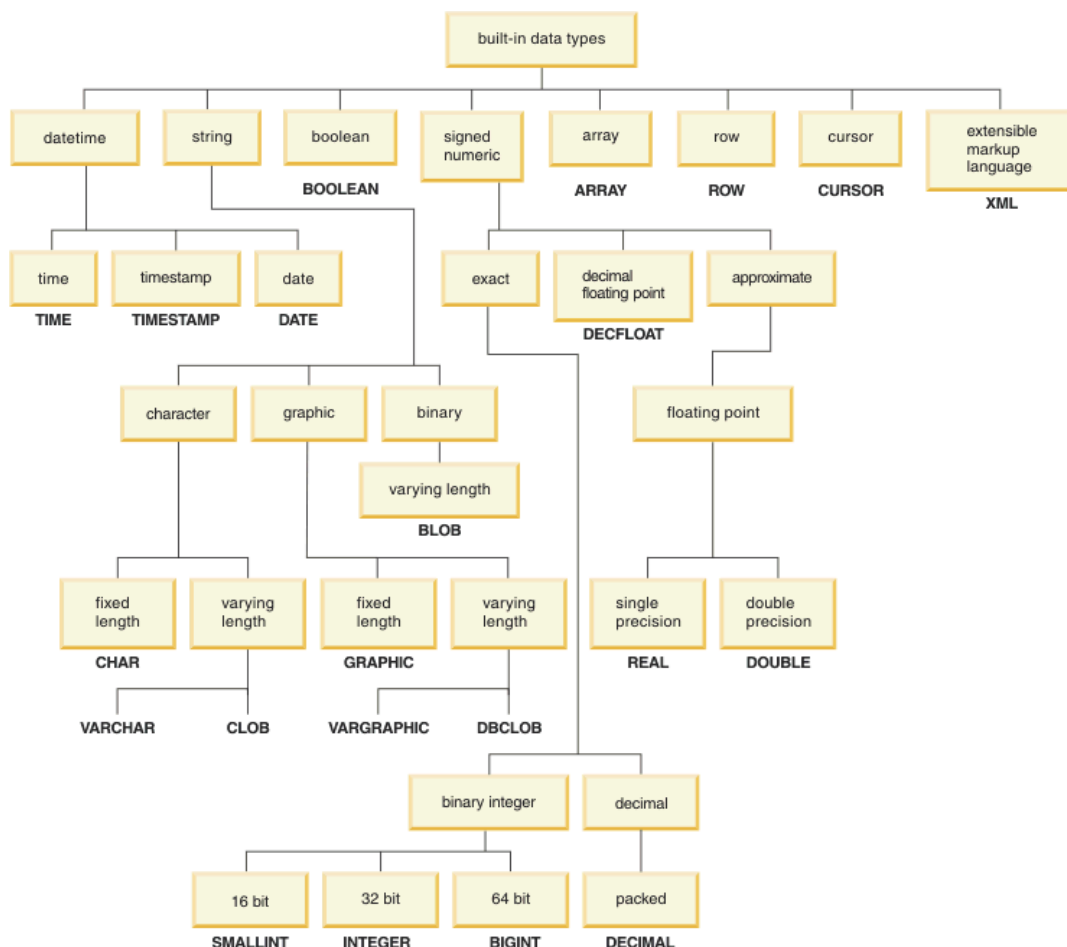 built-in data types
datetime
string
boolean
signed
numeric
array
row
cursor
extensible
markup
language
BOOLEAN
ARRAY
ROW
CURSOR
XML
time
timestamp
date
exact
decimal
floating point
approximate
TIME
TIMESTAMP
DATE
DECFLOAT
character
graphic
binary
floating point
varying length
BLOB
fixed
length
varying
length
fixed
length
varying
length
single
precision
double
precision
CHAR
GRAPHIC
REAL
DOUBLE
VARCHAR
CLOB
VARGRAPHIC
DBCLOB
binary integer
decimal
16 bit
32 bit
64 bit
packed
SMALLINT
INTEGER
BIGINT
DECIMAL